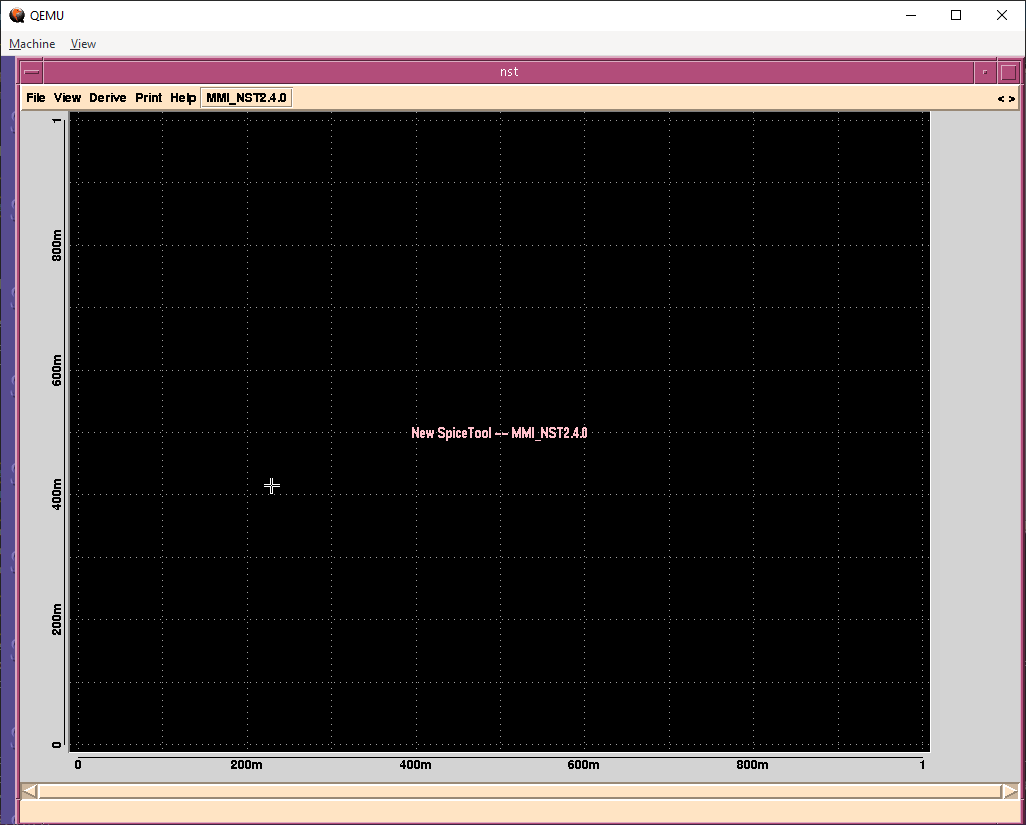 QEMU
Machine View
nst
File View Derive Print Help MMI_NST2.4.0 < >
1
800m
600m
400m
200m
0
New SpiceTool -- MMI_NST2.4.0
0 200m 400m 600m 800m 1